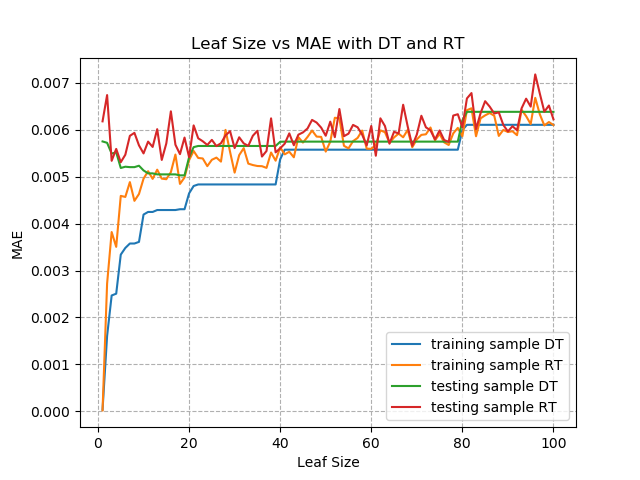 Leaf Size vs MAE with DT and RT
0.007
0.006
0.005
0.004
0.003
0.002
0.001
0.000
MAE
0
20
40
60
80
100
Leaf Size
training sample DT
training sample RT
testing sample DT
testing sample RT